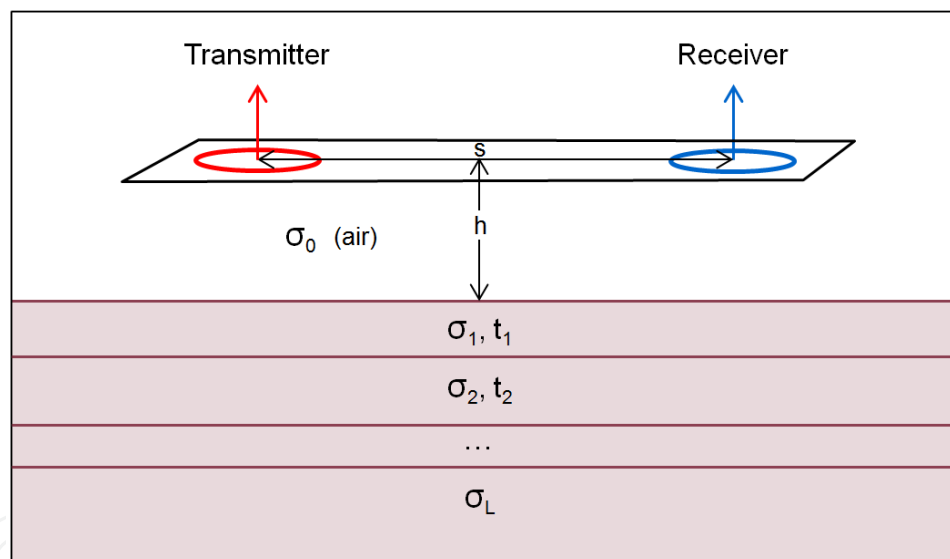 Transmitter Receiver
s
h
σ₀ (air)
σ₁, t₁
σ₂, t₂
...
σL